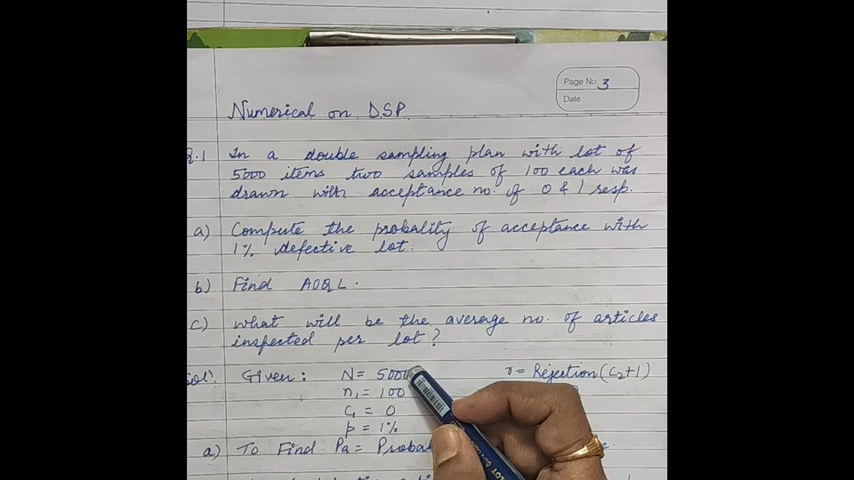 Page No. 3
Date:
Numerical on DSP.
Q.1 In a double sampling plan with lot of
5000 items two samples of 100 each was
drawn with acceptance no. of 0 & 1 resp.
a) Compute the probality of acceptance with
1% defective lot.
b) Find AOQL.
c) What will be the average no. of articles
inspected per lot?
Solⁿ. Given: N = 5000 r = Rejection (C₂+1)
n₁ = 100
C₁ = 0
p = 1%
a) To Find Pa =